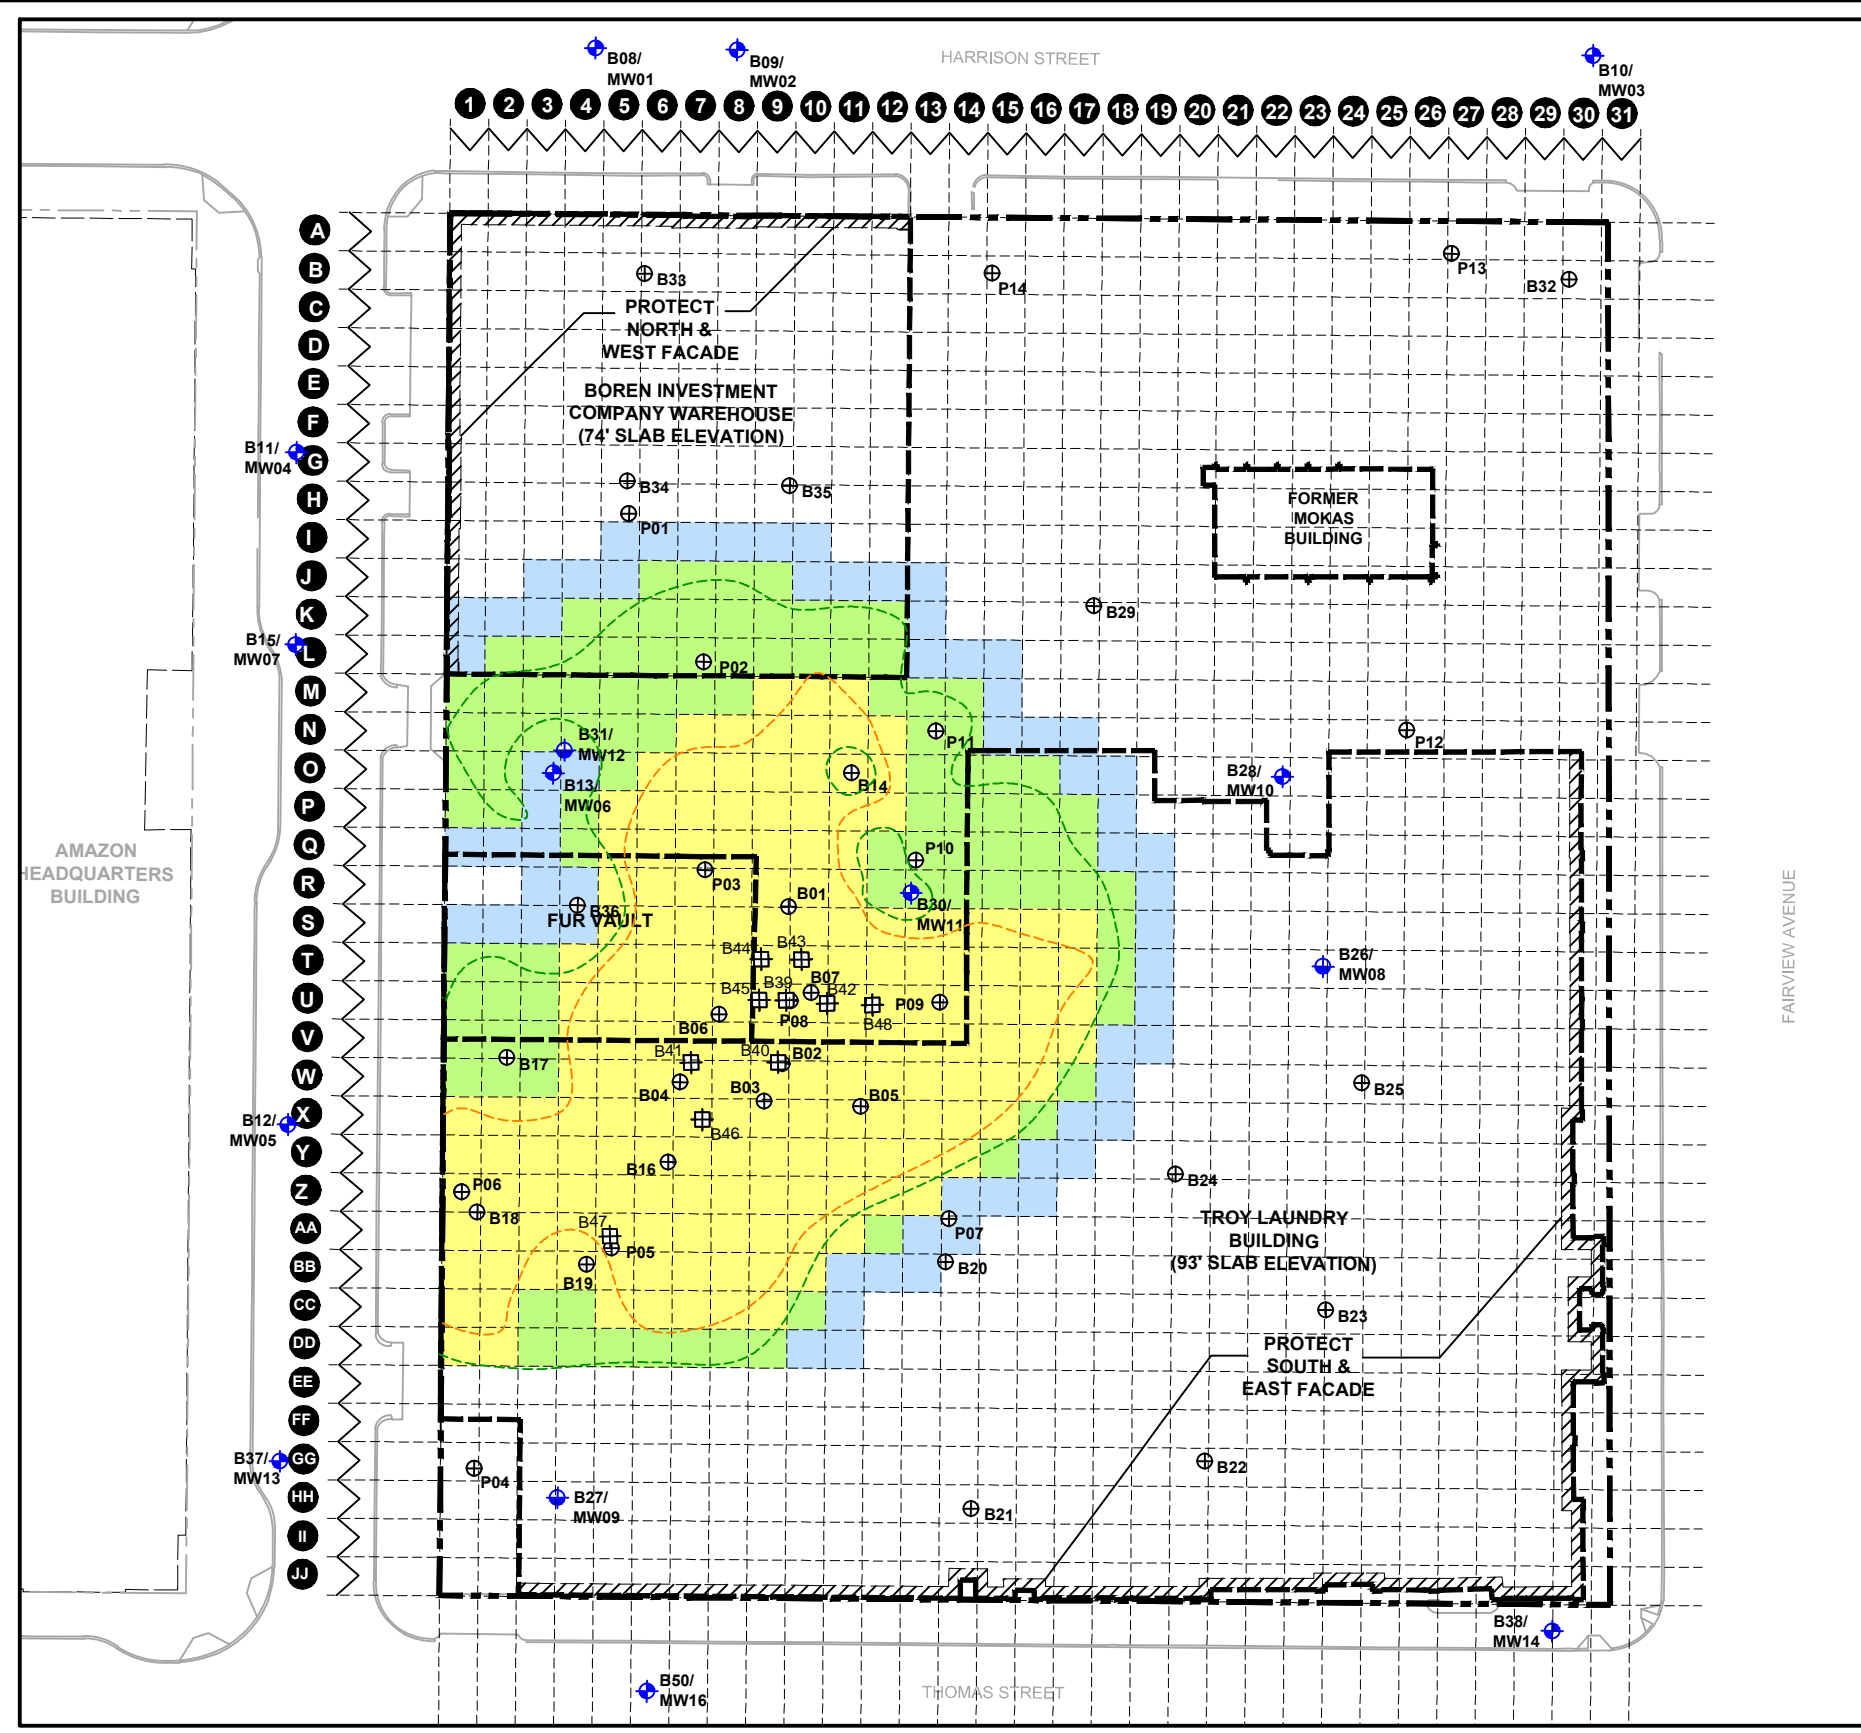 HARRISON STREET
B08/
MW01
B09/
MW02
B10/
MW03
1 2 3 4 5 6 7 8 9 10 11 12 13 14 15 16 17 18 19 20 21 22 23 24 25 26 27 28 29 30 31
A
B
C
D
E
F
G
H
I
J
K
L
M
N
O
P
Q
R
S
T
U
V
W
X
Y
Z
AA
BB
CC
DD
EE
FF
GG
HH
II
JJ
B33
P14
P13
B32
PROTECT
NORTH &
WEST FACADE
BOREN INVESTMENT
COMPANY WAREHOUSE
(74' SLAB ELEVATION)
B11/
MW04
B34
B35
P01
FORMER
MOKAS
BUILDING
B29
B15/
MW07
P02
B31/
MW12
P11
P12
B13/
MW06
B14
B28/
MW10
AMAZON
HEADQUARTERS
BUILDING
P10
P03
B01
B30/
MW11
B36
FUR VAULT
B44
B43
B26/
MW08
B45
B39
B07
B42
P09
P08
B48
B06
B17
B41
B40
B02
B04
B03
B05
B25
B12/
MW05
B46
B16
B24
P06
B18
B47
P05
P07
B19
B20
TROY LAUNDRY
BUILDING
(93' SLAB ELEVATION)
B23
PROTECT
SOUTH &
EAST FACADE
B37/
MW13
P04
B27/
MW09
B22
B21
B38/
MW14
B50/
MW16
THOMAS STREET
FAIRVIEW AVENUE